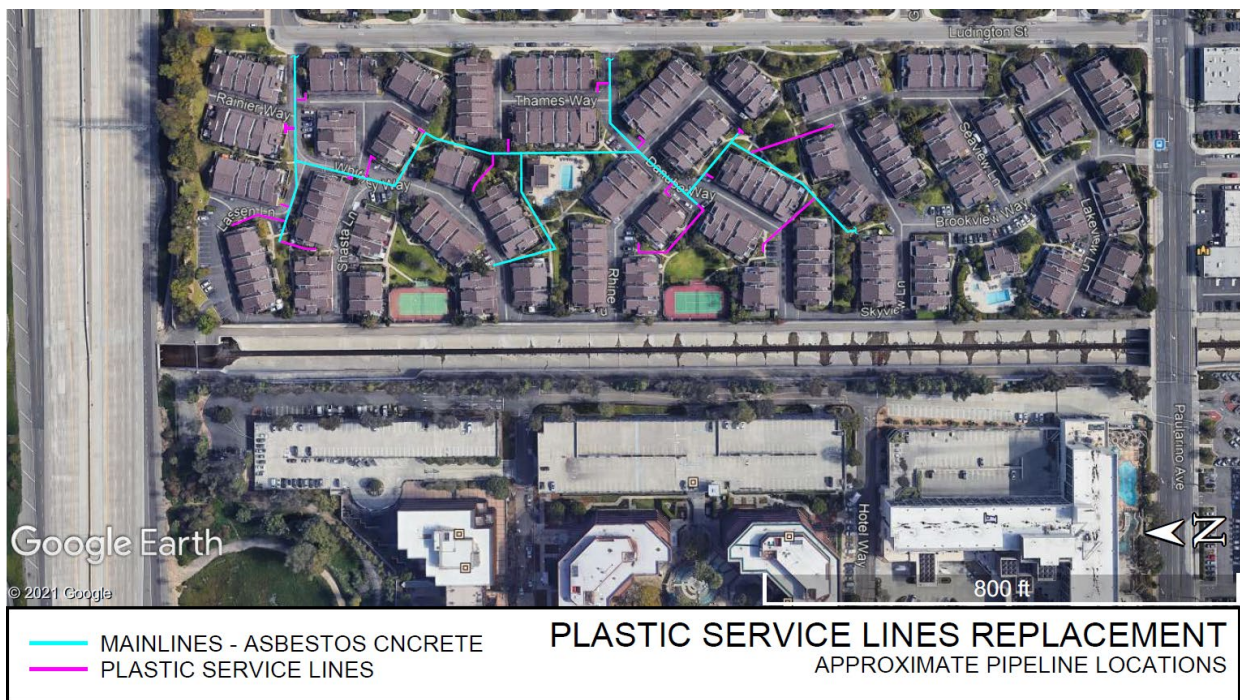 Ludington St
Rainier Way
Thames Way
Whitney Way
Danube Way
Seaview Ln
Lassen Ln
Shasta Ln
Brookview Way
Lakeview Ln
Rhine
Skyview Ln
Paularino Ave
Hotel Way
N
Google Earth
© 2021 Google
800 ft
MAINLINES - ASBESTOS CNCRETE
PLASTIC SERVICE LINES
PLASTIC SERVICE LINES REPLACEMENT
APPROXIMATE PIPELINE LOCATIONS